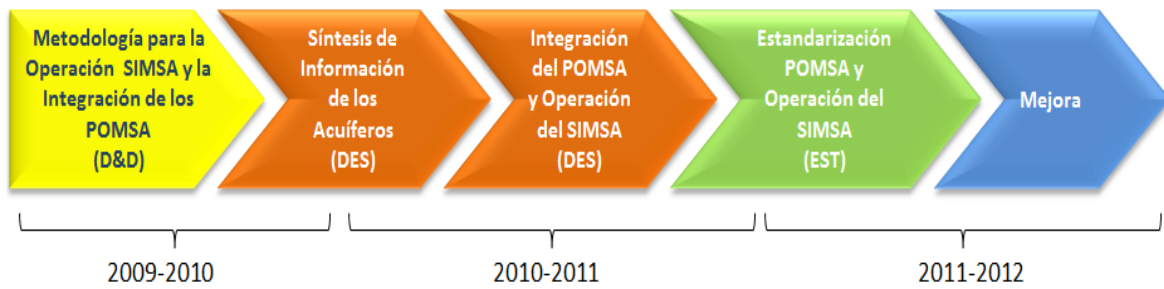 Metodología para la
Operación SIMSA y la
Integración de los
POMSA
(D&D)
Síntesis de
Información
de los
Acuíferos
(DES)
Integración
del POMSA
y Operación
del SIMSA
(DES)
Estandarización
POMSA y
Operación del
SIMSA
(EST)
Mejora
2009-2010
2010-2011
2011-2012